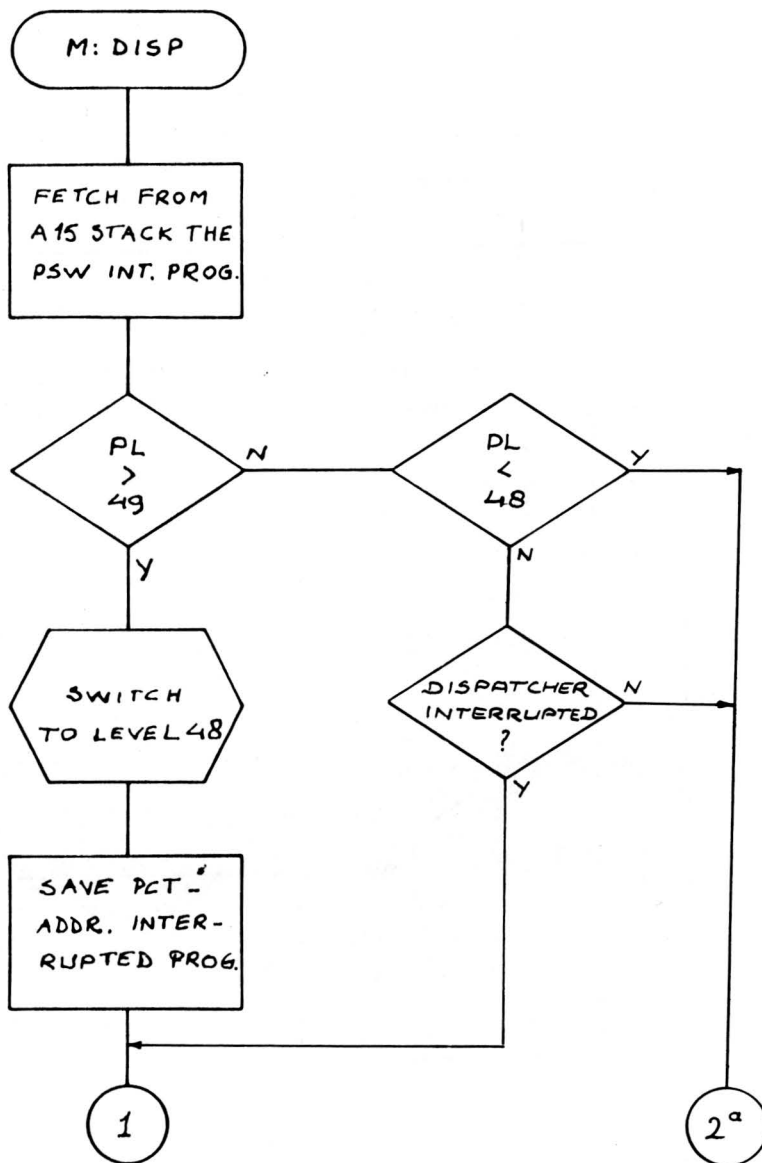 M: DISP
FETCH FROM
A15 STACK THE
PSW INT. PROG.
PL
>
49
N
Y
PL
<
48
Y
N
SWITCH
TO LEVEL 48
DISPATCHER
INTERRUPTED
?
N
Y
SAVE PCT-
ADDR. INTER-
RUPTED PROG.
1
2a